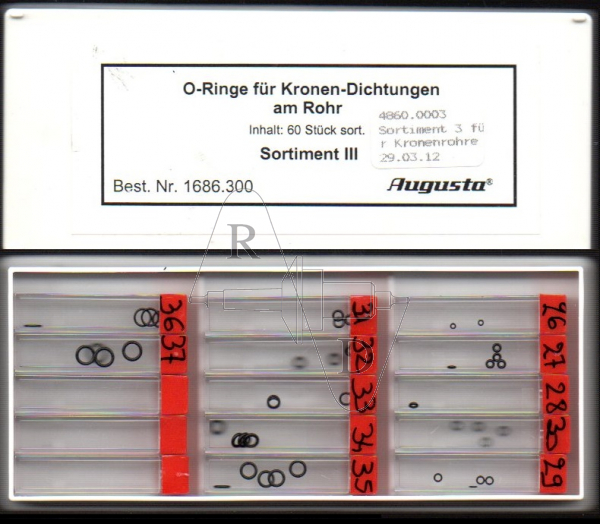 O-Ringe für Kronen-Dichtungen
am Rohr
Inhalt: 60 Stück sort.
Sortiment III
Best. Nr. 1686.300
Augusta®
4860.0003
Sortiment 3 fü
r Kronenrohre
29.03.12
R
B
36
37
31
32
33
34
35
26
27
28
30
29